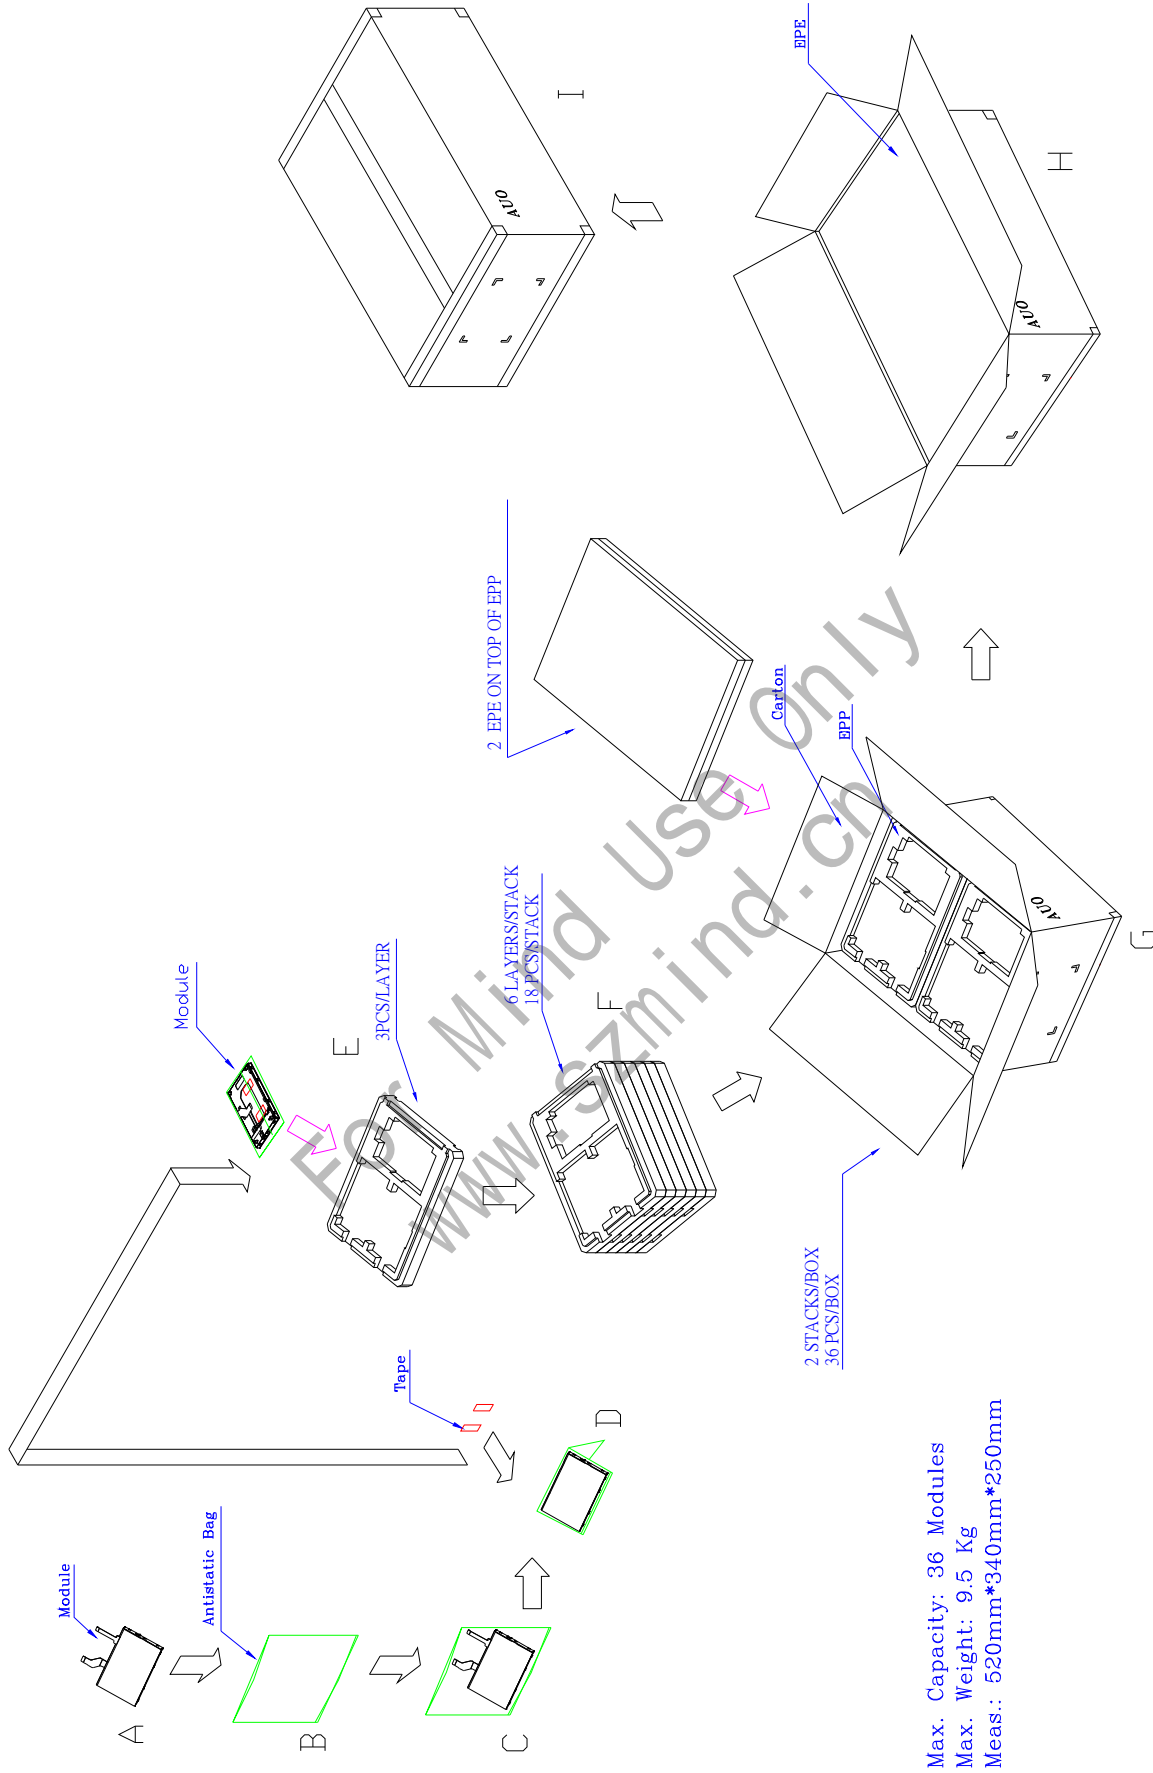 A
Module
B
Antistatic Bag
C
D
Tape
Module
E
3PCS/LAYER
F
6 LAYERS/STACK
18 PCS/STACK
2 STACKS/BOX
36 PCS/BOX
G
Carton
EPP
2 EPE ON TOP OF EPP
AUO
H
EPE
AUO
I
AUO
Max. Capacity: 36 Modules
Max. Weight: 9.5 Kg
Meas.: 520mm*340mm*250mm
For Mind Use Only
www.szmind.cn